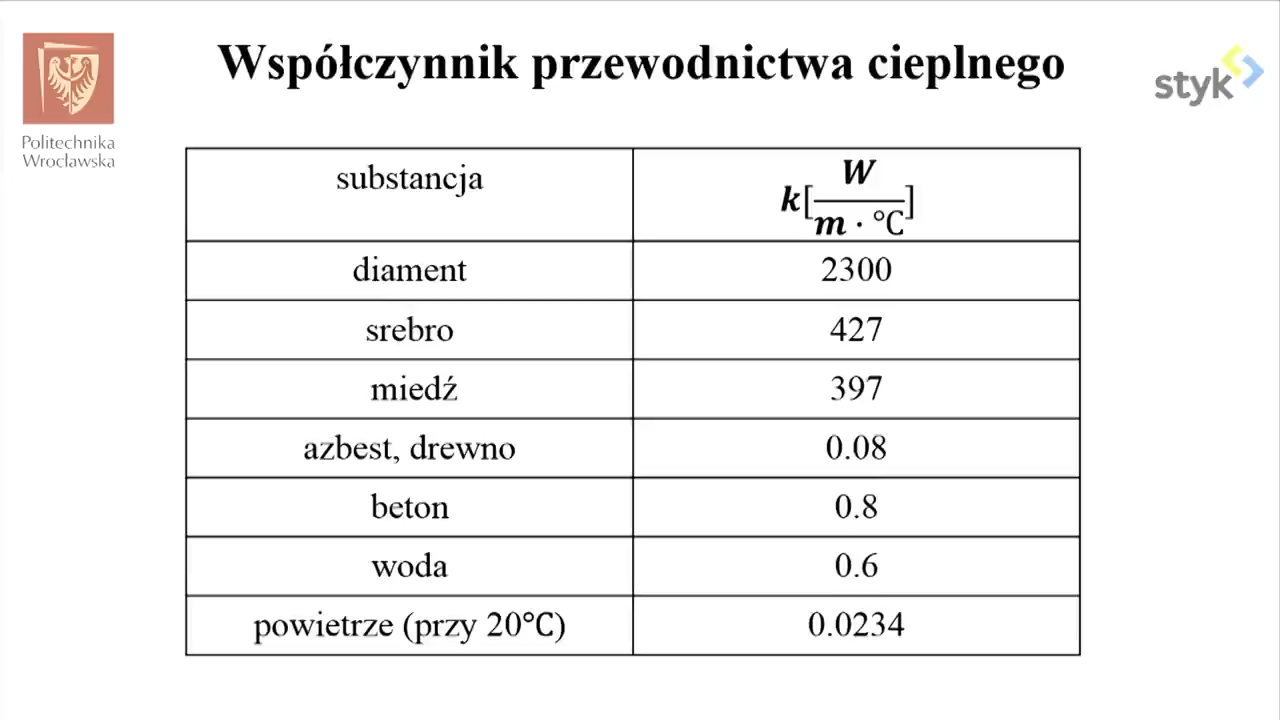 Współczynnik przewodnictwa cieplnego
Politechnika
Wrocławska
styk
substancja k[W/m · °C]
diament 2300
srebro 427
miedź 397
azbest, drewno 0.08
beton 0.8
woda 0.6
powietrze (przy 20°C) 0.0234